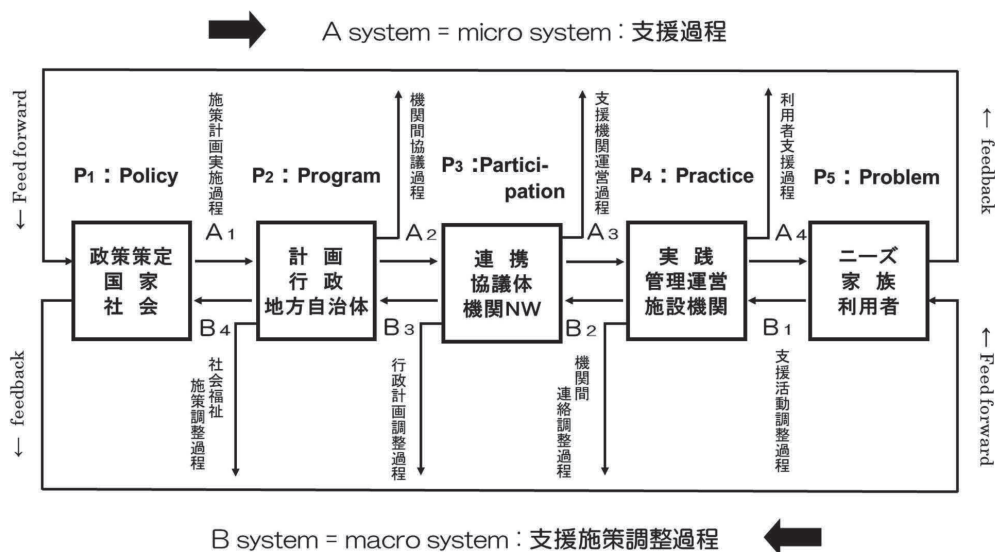 A system = micro system：支援過程
← Feed forward
施策計画実施過程
機関間協議過程
支援機関運営過程
利用者支援過程
← feedback
P₁：Policy
P₂：Program
P₃：Partici-
pation
P₄：Practice
P₅：Problem
政策策定
国家
社会
A₁
B₄
計画
行政
地方自治体
A₂
B₃
連携
協議体
機関NW
A₃
B₂
実践
管理運営
施設機関
A₄
B₁
ニーズ
家族
利用者
← feedback
社会福祉
施策調整過程
行政計画調整過程
機関間
連絡調整過程
支援活動調整過程
← Feed forward
B system = macro system：支援施策調整過程